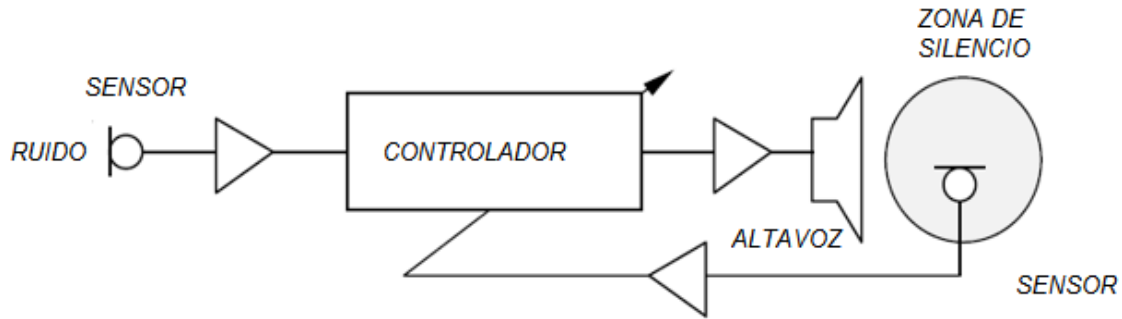 ZONA DE
SILENCIO
SENSOR
RUIDO
CONTROLADOR
ALTAVOZ
SENSOR